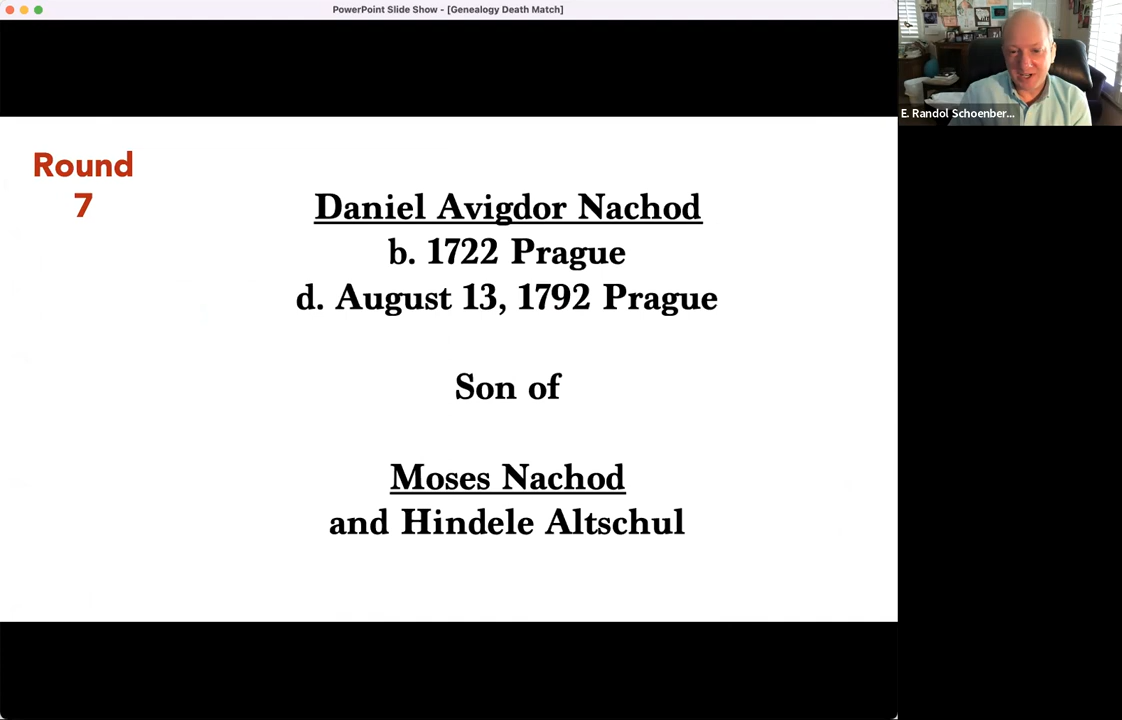 PowerPoint Slide Show - [Genealogy Death Match]
E. Randol Schoenber...
Round
7
Daniel Avigdor Nachod
b. 1722 Prague
d. August 13, 1792 Prague
Son of
Moses Nachod
and Hindele Altschul